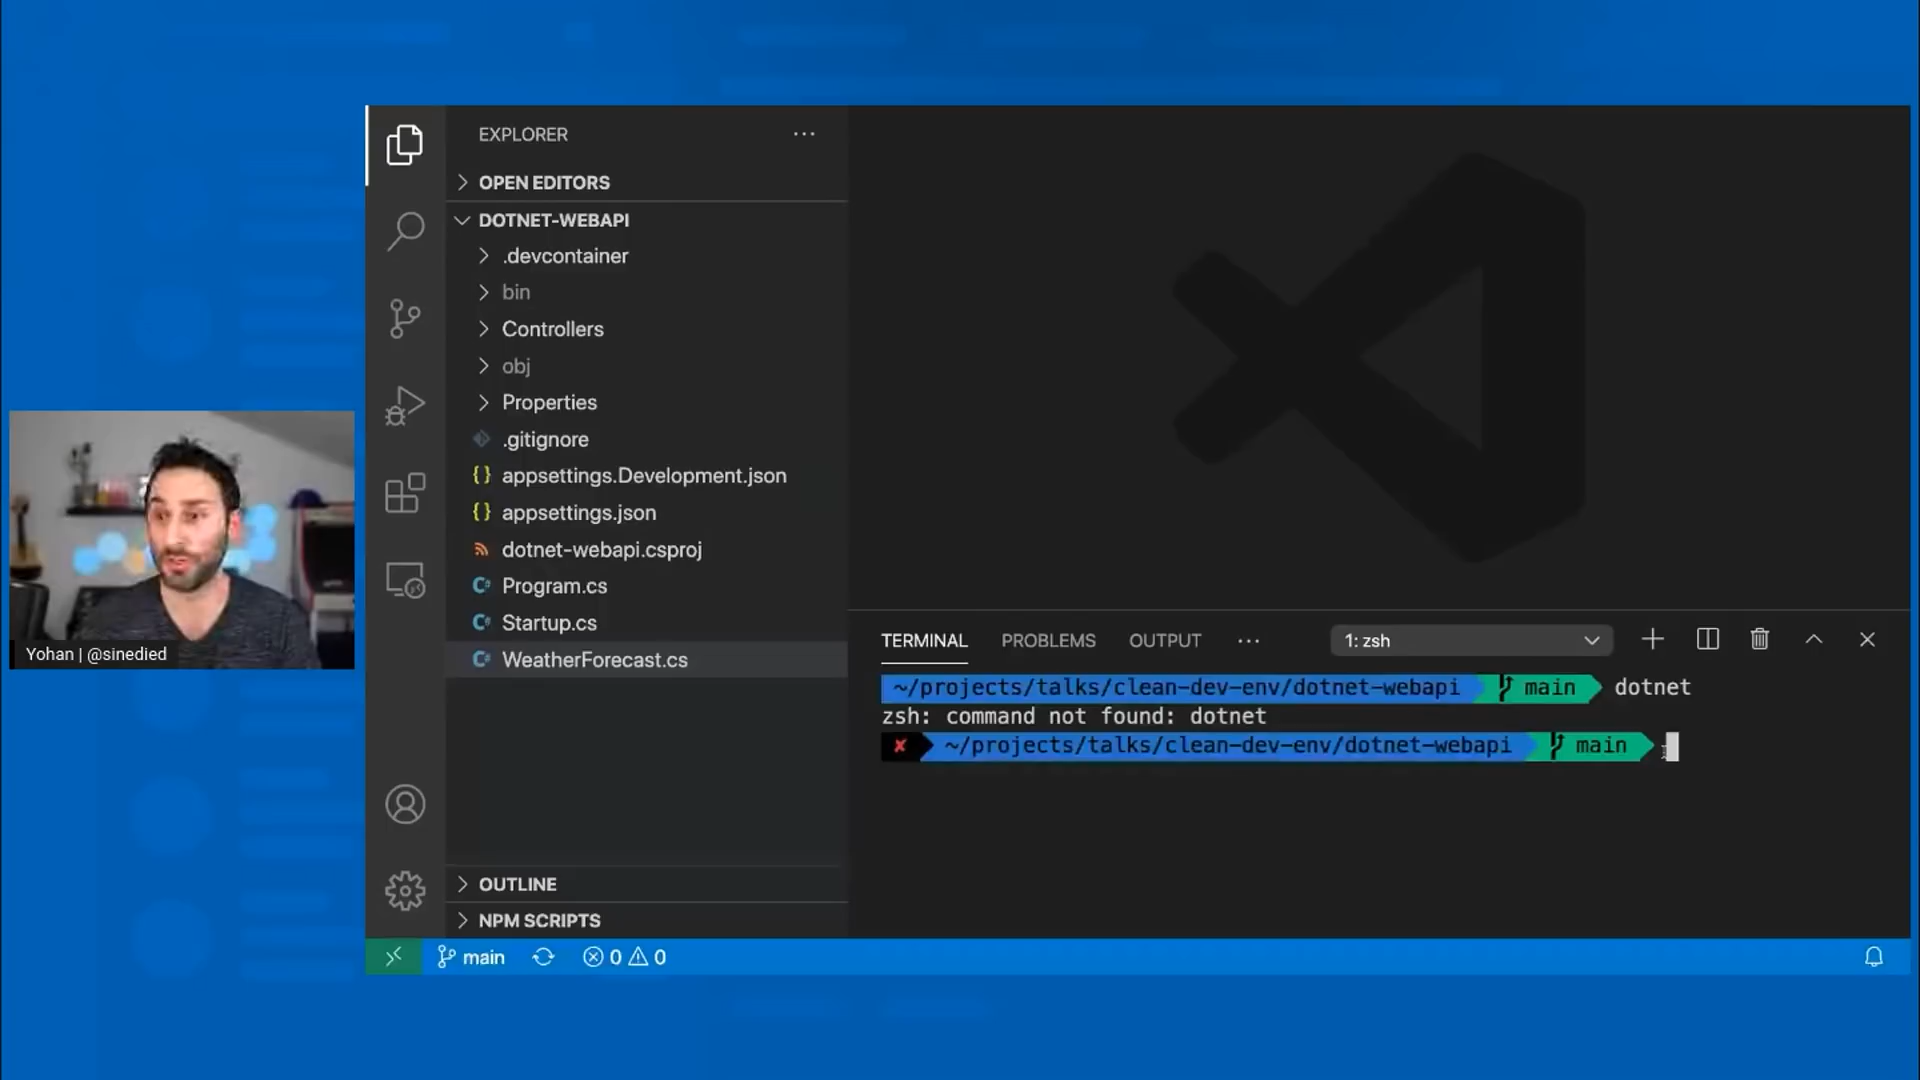 EXPLORER
OPEN EDITORS
DOTNET-WEBAPI
.devcontainer
bin
Controllers
obj
Properties
.gitignore
{} appsettings.Development.json
{} appsettings.json
dotnet-webapi.csproj
C# Program.cs
C# Startup.cs
C# WeatherForecast.cs
OUTLINE
NPM SCRIPTS
TERMINAL PROBLEMS OUTPUT ··· 1: zsh
~/projects/talks/clean-dev-env/dotnet-webapi main dotnet
zsh: command not found: dotnet
✘ ~/projects/talks/clean-dev-env/dotnet-webapi main
main 0 0
Yohan | @sinedied